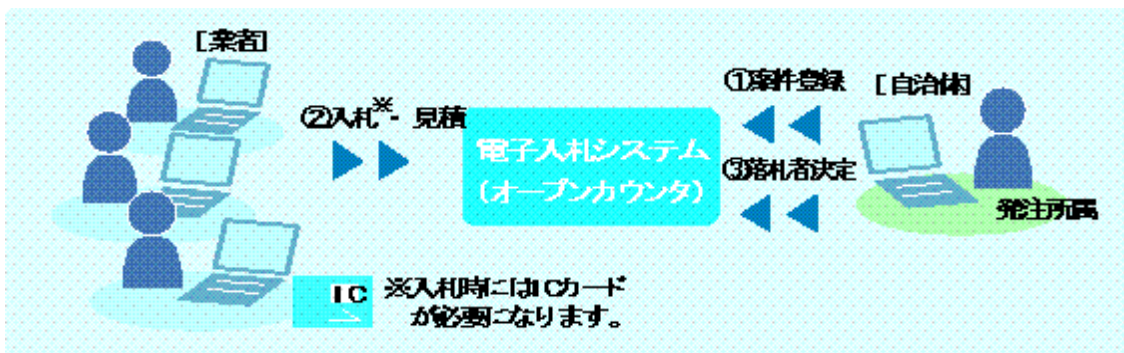 [業者]
①案件登録
[自治体]
②入札※・見積
電子入札システム
(オープンカウンタ)
③落札者決定
発注所属
IC
※入札時にはICカード
が必要になります。